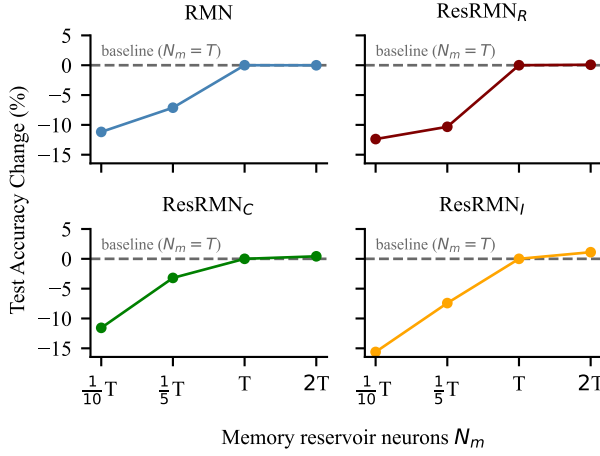 RMN
ResRMN_R
5
0
−5
−10
−15
baseline (N_m = T)
baseline (N_m = T)
Test Accuracy Change (%)
ResRMN_C
ResRMN_I
5
0
−5
−10
−15
baseline (N_m = T)
baseline (N_m = T)
1/10 T
1/5 T
T
2T
1/10 T
1/5 T
T
2T
Memory reservoir neurons N_m